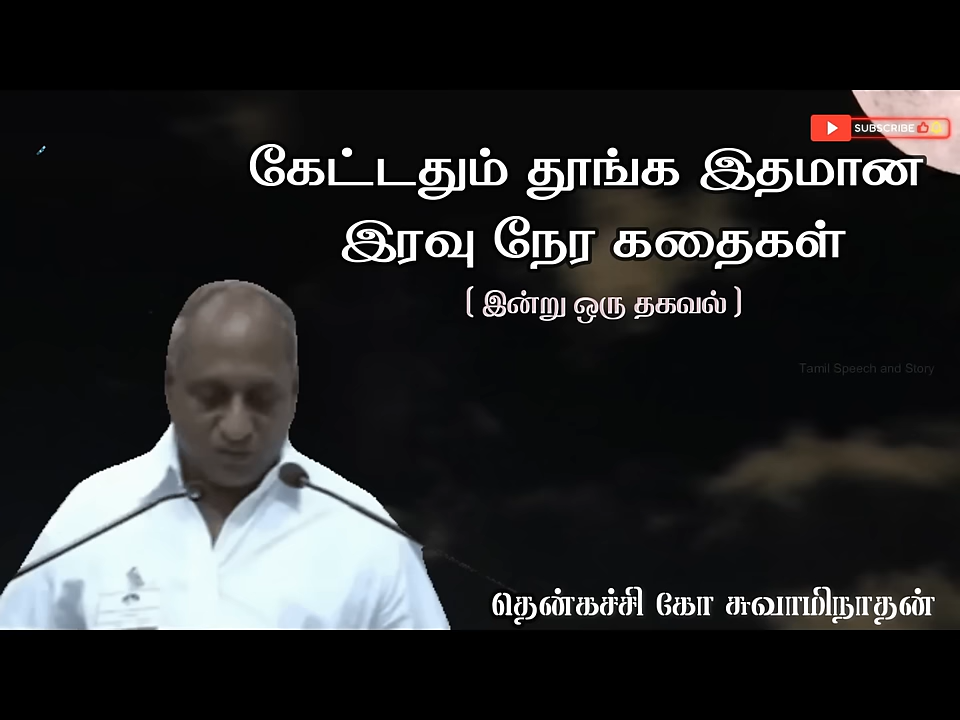 SUBSCRIBE
கேட்டதும் தூங்க இதமான
இரவு நேர கதைகள்
( இன்று ஒரு தகவல் )
Tamil Speech and Story
தென்கச்சி கோ சுவாமிநாதன்